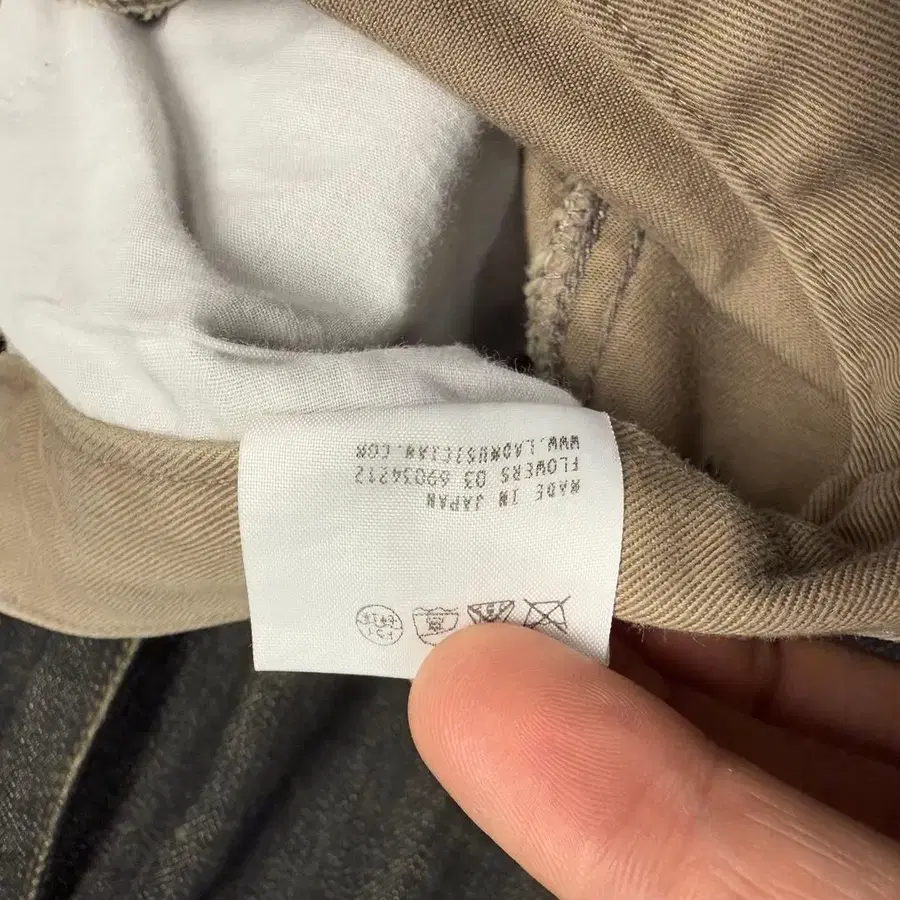 MADE IN JAPAN
FLOWERS 03 69034212
WWW.LADMUSICIAN.COM